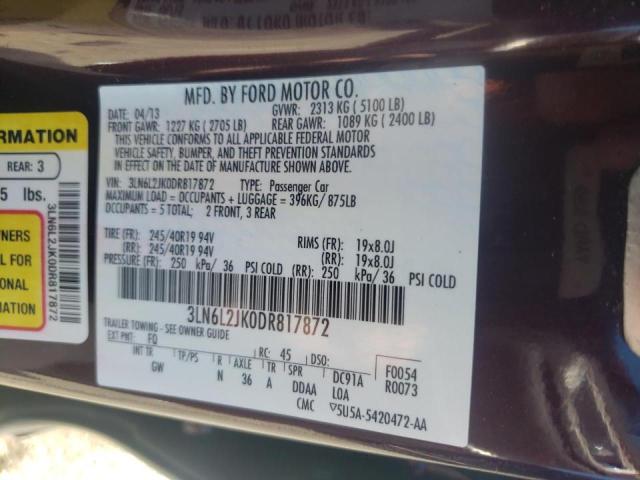 MFD. BY FORD MOTOR CO.
DATE: 04/13 GVWR: 2313 KG ( 5100 LB)
FRONT GAWR: 1227 KG ( 2705 LB) REAR GAWR: 1089 KG ( 2400 LB)
THIS VEHICLE CONFORMS TO ALL APPLICABLE FEDERAL MOTOR
VEHICLE SAFETY, BUMPER, AND THEFT PREVENTION STANDARDS
IN EFFECT ON THE DATE OF MANUFACTURE SHOWN ABOVE.
VIN: 3LN6L2JK0DR817872 TYPE: Passenger Car
MAXIMUM LOAD = OCCUPANTS + LUGGAGE = 396KG/ 875LB
OCCUPANTS = 5 TOTAL; 2 FRONT, 3 REAR
TIRE (FR): 245/40R19 94V RIMS (FR): 19x8.0J
(RR): 245/40R19 94V (RR): 19x8.0J
PRESSURE (FR): 250 kPa/ 36 PSI COLD (RR): 250 kPa/ 36 PSI COLD
3LN6L2JK0DR817872
TRAILER TOWING - SEE OWNER GUIDE
EXT PNT: FQ RC: 45 DSO: F0054
INT TR TP/PS R AXLE TR SPR DC91A R0073
GW N 36 A DDAA LOA
CMC 5U5A-5420472-AA
ORMATION
REAR: 3
5 lbs.
WNERS
L FOR
ONAL
ATION
3LN6L2JK0DR817872